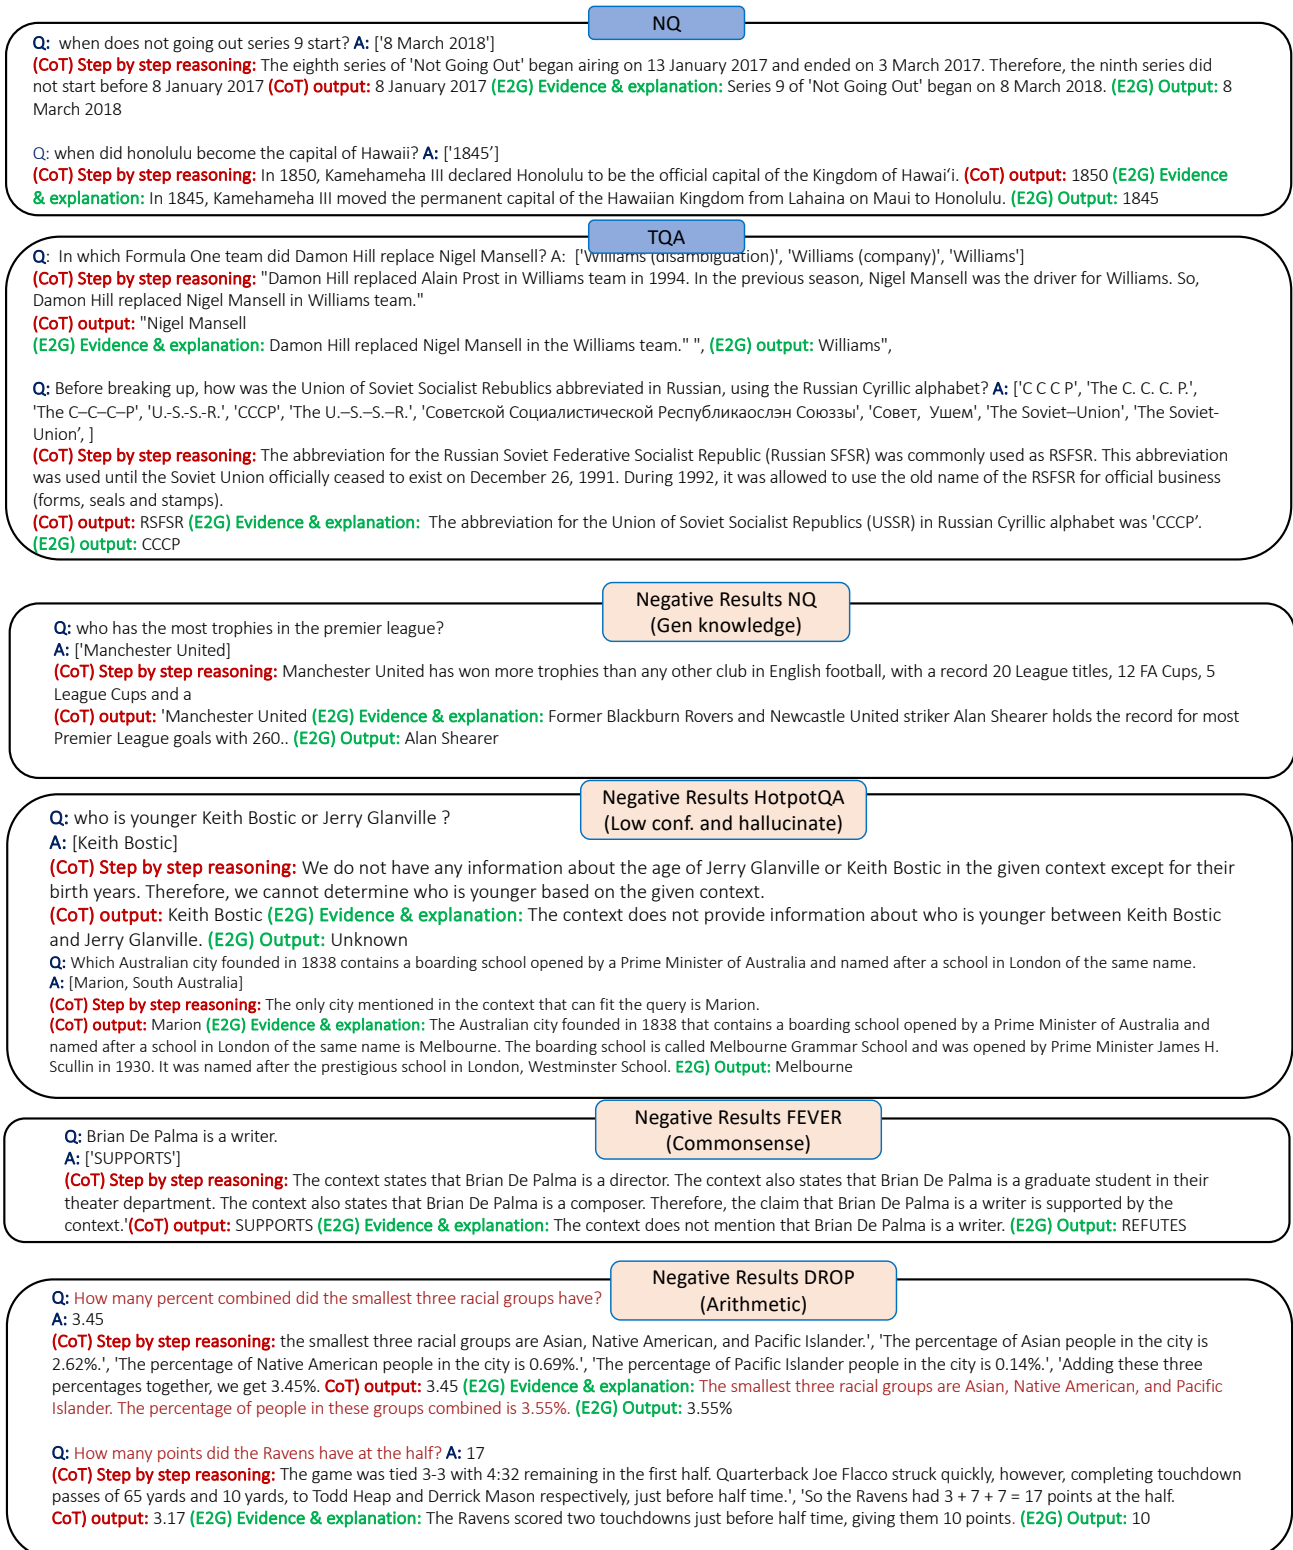 NQ
Q: when does not going out series 9 start? A: ['8 March 2018']
(CoT) Step by step reasoning: The eighth series of 'Not Going Out' began airing on 13 January 2017 and ended on 3 March 2017. Therefore, the ninth series did
not start before 8 January 2017 (CoT) output: 8 January 2017 (E2G) Evidence & explanation: Series 9 of 'Not Going Out' began on 8 March 2018. (E2G) Output: 8
March 2018
Q: when did honolulu become the capital of Hawaii? A: ['1845’]
(CoT) Step by step reasoning: In 1850, Kamehameha III declared Honolulu to be the official capital of the Kingdom of Hawai‘i. (CoT) output: 1850 (E2G) Evidence
& explanation: In 1845, Kamehameha III moved the permanent capital of the Hawaiian Kingdom from Lahaina on Maui to Honolulu. (E2G) Output: 1845
TQA
Q: In which Formula One team did Damon Hill replace Nigel Mansell? A: ['Williams (disambiguation)', 'Williams (company)', 'Williams']
(CoT) Step by step reasoning: "Damon Hill replaced Alain Prost in Williams team in 1994. In the previous season, Nigel Mansell was the driver for Williams. So,
Damon Hill replaced Nigel Mansell in Williams team."
(CoT) output: "Nigel Mansell
(E2G) Evidence & explanation: Damon Hill replaced Nigel Mansell in the Williams team." ", (E2G) output: Williams",
Q: Before breaking up, how was the Union of Soviet Socialist Rebublics abbreviated in Russian, using the Russian Cyrillic alphabet? A: ['C C C P', 'The C. C. C. P.',
'The C–C–C–P', 'U.-S.-S.-R.', 'CCCP', 'The U.–S.–S.–R.', 'Советской Социалистической Республикаослэн Союззы', 'Совет, Ушем', 'The Soviet–Union', 'The Soviet-
Union’, ]
(CoT) Step by step reasoning: The abbreviation for the Russian Soviet Federative Socialist Republic (Russian SFSR) was commonly used as RSFSR. This abbreviation
was used until the Soviet Union officially ceased to exist on December 26, 1991. During 1992, it was allowed to use the old name of the RSFSR for official business
(forms, seals and stamps).
(CoT) output: RSFSR (E2G) Evidence & explanation: The abbreviation for the Union of Soviet Socialist Republics (USSR) in Russian Cyrillic alphabet was 'CCCP’.
(E2G) output: CCCP
Negative Results NQ
(Gen knowledge)
Q: who has the most trophies in the premier league?
A: ['Manchester United]
(CoT) Step by step reasoning: Manchester United has won more trophies than any other club in English football, with a record 20 League titles, 12 FA Cups, 5
League Cups and a
(CoT) output: 'Manchester United (E2G) Evidence & explanation: Former Blackburn Rovers and Newcastle United striker Alan Shearer holds the record for most
Premier League goals with 260.. (E2G) Output: Alan Shearer
Negative Results HotpotQA
(Low conf. and hallucinate)
Q: who is younger Keith Bostic or Jerry Glanville ?
A: [Keith Bostic]
(CoT) Step by step reasoning: We do not have any information about the age of Jerry Glanville or Keith Bostic in the given context except for their
birth years. Therefore, we cannot determine who is younger based on the given context.
(CoT) output: Keith Bostic (E2G) Evidence & explanation: The context does not provide information about who is younger between Keith Bostic
and Jerry Glanville. (E2G) Output: Unknown
Q: Which Australian city founded in 1838 contains a boarding school opened by a Prime Minister of Australia and named after a school in London of the same name.
A: [Marion, South Australia]
(CoT) Step by step reasoning: The only city mentioned in the context that can fit the query is Marion.
(CoT) output: Marion (E2G) Evidence & explanation: The Australian city founded in 1838 that contains a boarding school opened by a Prime Minister of Australia and
named after a school in London of the same name is Melbourne. The boarding school is called Melbourne Grammar School and was opened by Prime Minister James H.
Scullin in 1930. It was named after the prestigious school in London, Westminster School. E2G) Output: Melbourne
Negative Results FEVER
(Commonsense)
Q: Brian De Palma is a writer.
A: ['SUPPORTS']
(CoT) Step by step reasoning: The context states that Brian De Palma is a director. The context also states that Brian De Palma is a graduate student in their
theater department. The context also states that Brian De Palma is a composer. Therefore, the claim that Brian De Palma is a writer is supported by the
context.'(CoT) output: SUPPORTS (E2G) Evidence & explanation: The context does not mention that Brian De Palma is a writer. (E2G) Output: REFUTES
Negative Results DROP
(Arithmetic)
Q: How many percent combined did the smallest three racial groups have?
A: 3.45
(CoT) Step by step reasoning: the smallest three racial groups are Asian, Native American, and Pacific Islander.', 'The percentage of Asian people in the city is
2.62%.', 'The percentage of Native American people in the city is 0.69%.', 'The percentage of Pacific Islander people in the city is 0.14%.', 'Adding these three
percentages together, we get 3.45%. CoT) output: 3.45 (E2G) Evidence & explanation: The smallest three racial groups are Asian, Native American, and Pacific
Islander. The percentage of people in these groups combined is 3.55%. (E2G) Output: 3.55%
Q: How many points did the Ravens have at the half? A: 17
(CoT) Step by step reasoning: The game was tied 3-3 with 4:32 remaining in the first half. Quarterback Joe Flacco struck quickly, however, completing touchdown
passes of 65 yards and 10 yards, to Todd Heap and Derrick Mason respectively, just before half time.', 'So the Ravens had 3 + 7 + 7 = 17 points at the half.
CoT) output: 3.17 (E2G) Evidence & explanation: The Ravens scored two touchdowns just before half time, giving them 10 points. (E2G) Output: 10